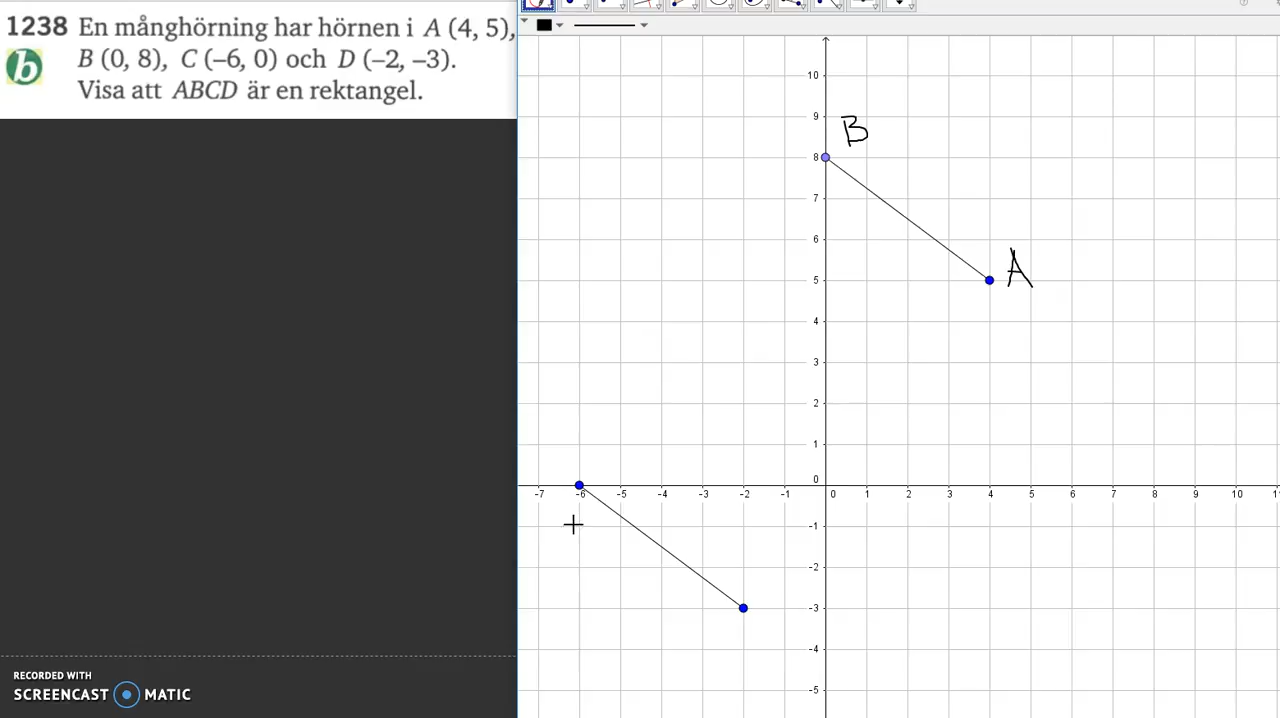 1238 En månghörning har hörnen i A (4, 5),
b B (0, 8), C (–6, 0) och D (–2, –3).
Visa att ABCD är en rektangel.
10
9
B
8
7
6
A
5
4
3
2
1
0
-7 -6 -5 -4 -3 -2 -1 0 1 2 3 4 5 6 7 8 9 10 11
-1
-2
-3
-4
-5
RECORDED WITH
SCREENCAST MATIC